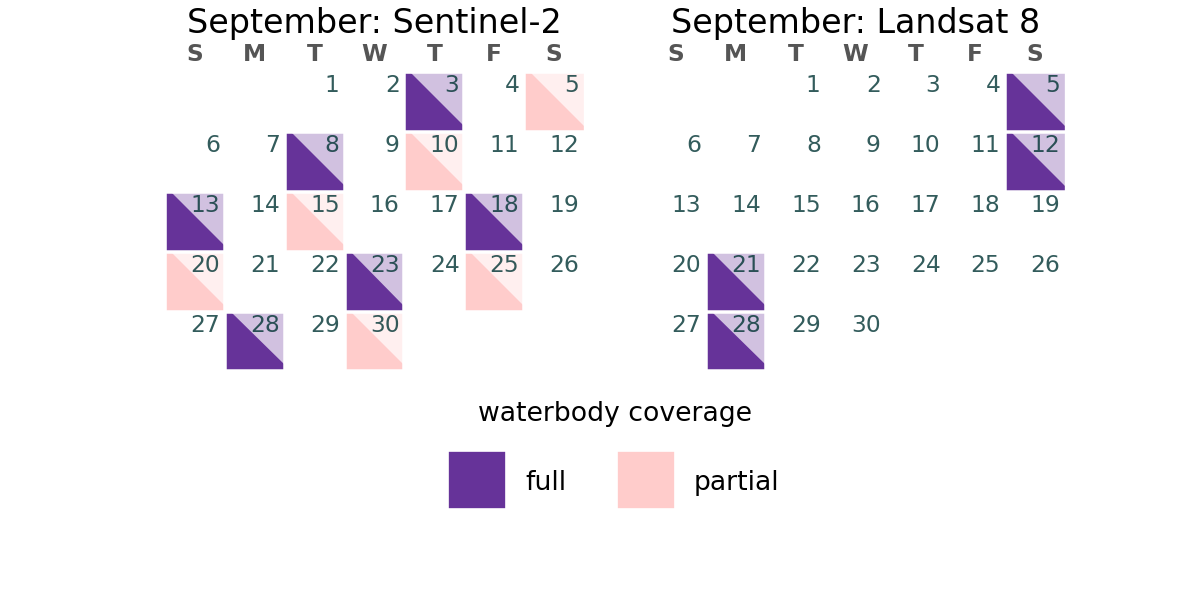 September: Sentinel-2
S M T W T F S
1 2 3 4 5
6 7 8 9 10 11 12
13 14 15 16 17 18 19
20 21 22 23 24 25 26
27 28 29 30
September: Landsat 8
S M T W T F S
1 2 3 4 5
6 7 8 9 10 11 12
13 14 15 16 17 18 19
20 21 22 23 24 25 26
27 28 29 30
waterbody coverage
full partial